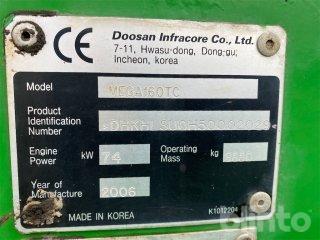 CE
Doosan Infracore Co., Ltd.
7-11, Hwasu-dong, Dong-gu,
Incheon, korea
Model MEGA160TC
Product
Identification
Number
Engine
Power kW 74 Operating
Mass kg
Year of
Manufacture 2006
MADE IN KOREA K1012204